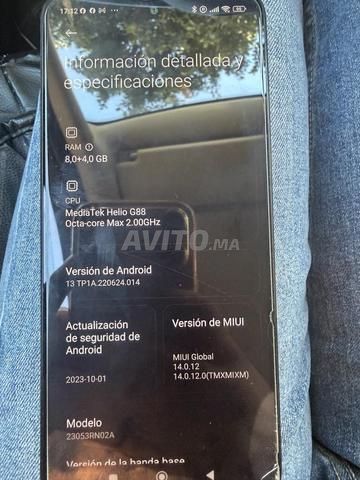 17:12
Información detallada y
especificaciones
RAM
8,0+4,0 GB
CPU
MediaTek Helio G88
Octa-core Max 2.00GHz
AVITO.MA
Versión de Android
13 TP1A.220624.014
Actualización
de seguridad de
Android
2023-10-01
Versión de MIUI
MIUI Global
14.0.12
14.0.12.0(TMXMIXM)
Modelo
23053RN02A
Versión de la banda base